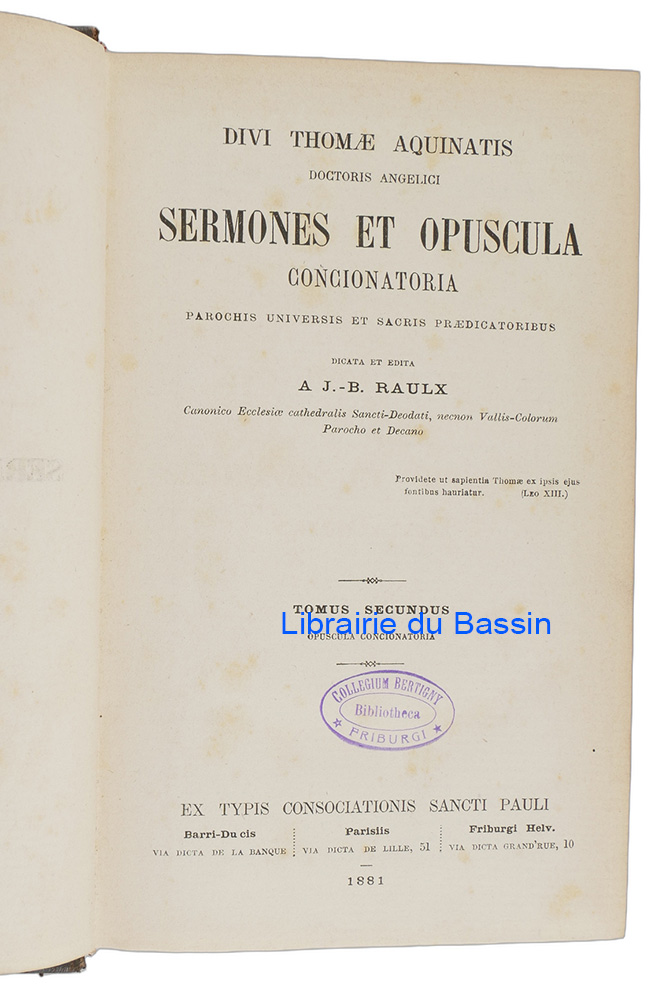 DIVI THOMÆ AQUINATIS
DOCTORIS ANGELICI
SERMONES ET OPUSCULA
CONCIONATORIA
PAROCHIS UNIVERSIS ET SACRIS PRÆDICATORIBUS
DICATA ET EDITA
A J.-B. RAULX
Canonico Ecclesiæ cathedralis Sancti-Deodati, necnon Vallis-Colorum
Parocho et Decano
Providete ut sapientia Thomæ ex ipsis ejus
fontibus hauriatur. (LEO XIII.)
TOMUS SECUNDUS
Librairie du Bassin
OPUSCULA CONCIONATORIA
COLLEGIUM BERTIGNY
Bibliotheca
FRIBURGI
EX TYPIS CONSOCIATIONIS SANCTI PAULI
Barri-Ducis Parisiis Friburgi Helv.
VIA DICTA DE LA BANQUE VIA DICTA DE LILLE, 51 VIA DICTA GRAND'RUE, 10
1881